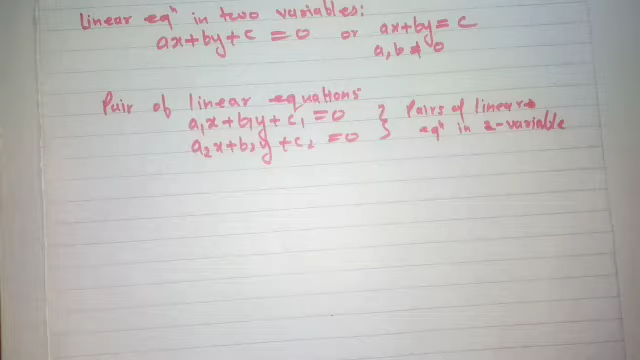 linear eqⁿ in two variables:
ax+by+c = 0 or ax+by = c
a, b ≠ 0
Pair of linear equations
a₁x + b₁y + c₁ = 0 } Pairs of linear
a₂x + b₂y + c₂ = 0 eqⁿ in 2-variable